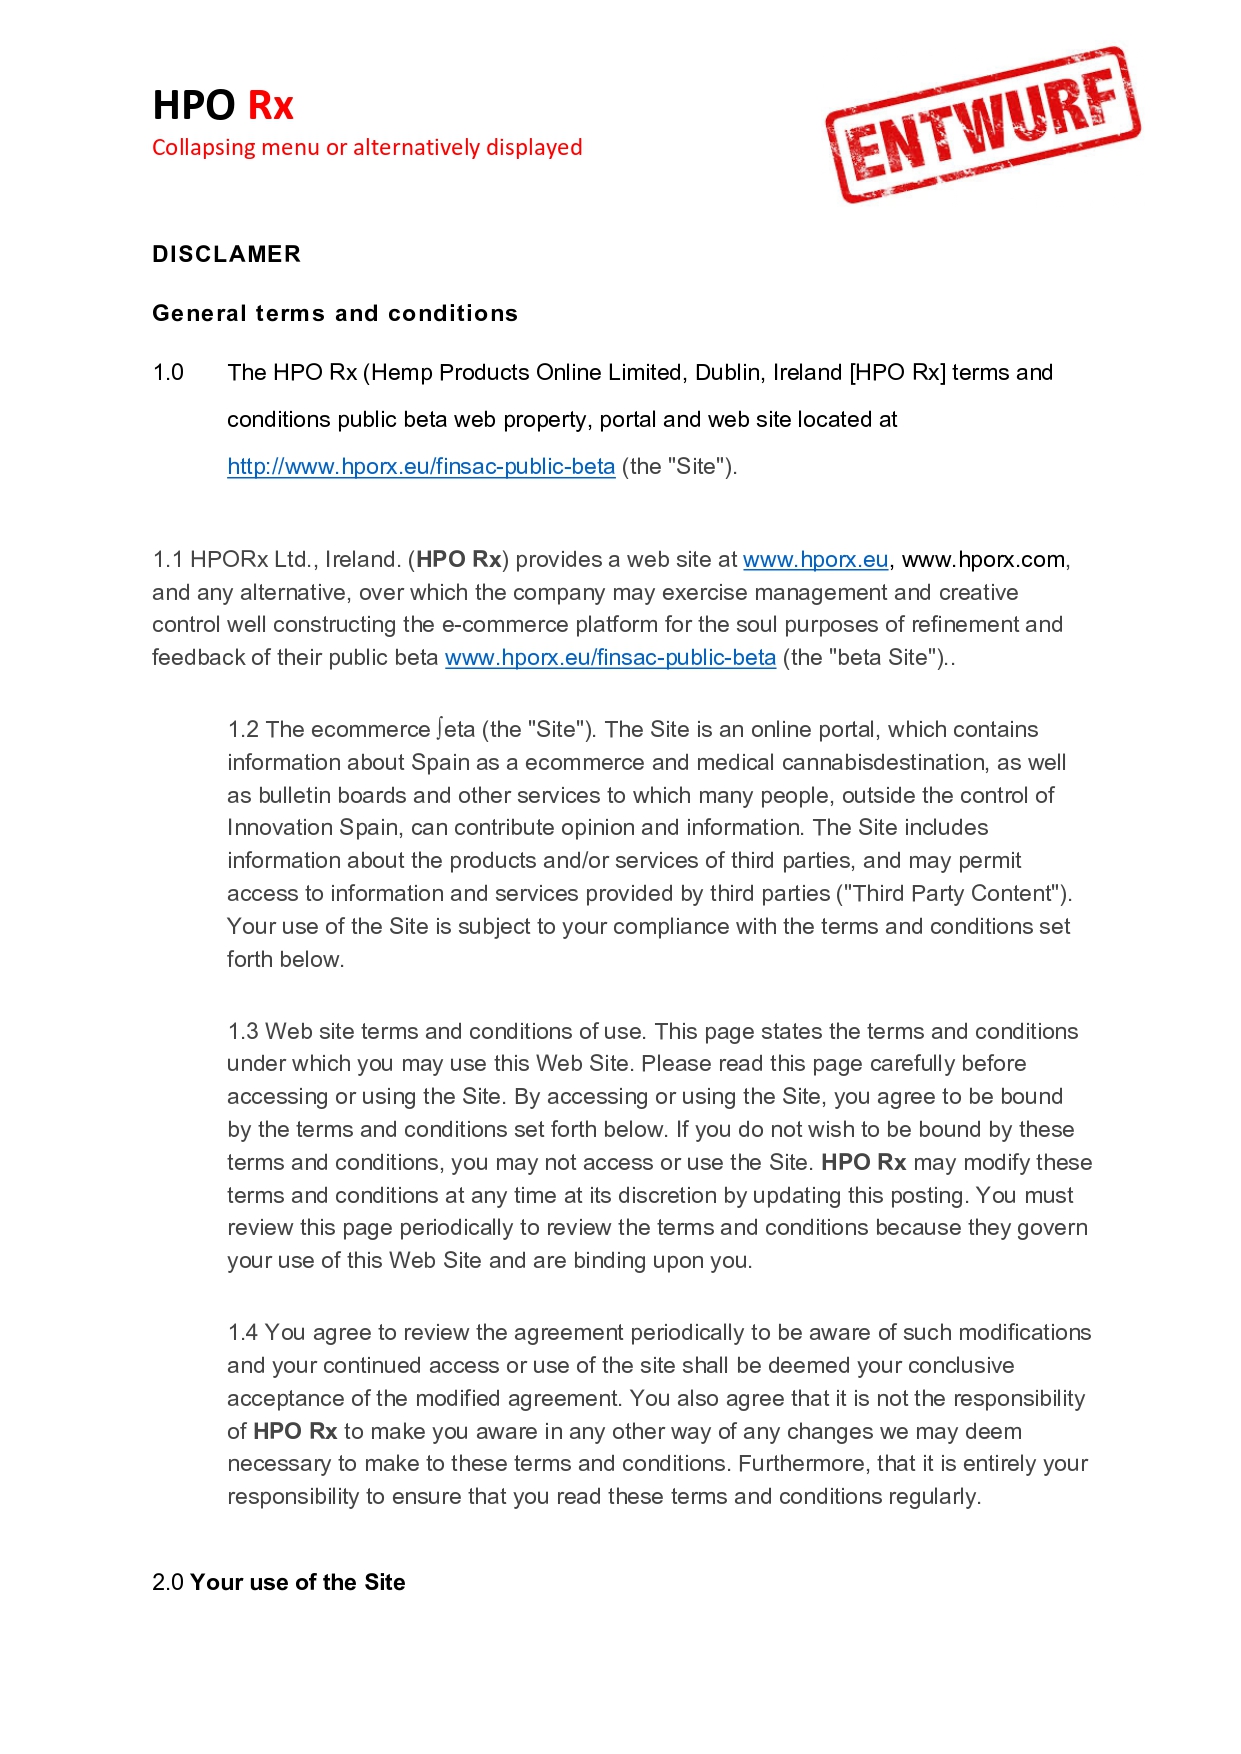 HPO Rx
Collapsing menu or alternatively displayed
ENTWURF
DISCLAMER
General terms and conditions
1.0 The HPO Rx (Hemp Products Online Limited, Dublin, Ireland [HPO Rx] terms and
conditions public beta web property, portal and web site located at
http://www.hporx.eu/finsac-public-beta (the "Site").
1.1 HPORx Ltd., Ireland. (HPO Rx) provides a web site at www.hporx.eu, www.hporx.com,
and any alternative, over which the company may exercise management and creative
control well constructing the e-commerce platform for the soul purposes of refinement and
feedback of their public beta www.hporx.eu/finsac-public-beta (the "beta Site")..
1.2 The ecommerce ∫eta (the "Site"). The Site is an online portal, which contains
information about Spain as a ecommerce and medical cannabisdestination, as well
as bulletin boards and other services to which many people, outside the control of
Innovation Spain, can contribute opinion and information. The Site includes
information about the products and/or services of third parties, and may permit
access to information and services provided by third parties ("Third Party Content").
Your use of the Site is subject to your compliance with the terms and conditions set
forth below.
1.3 Web site terms and conditions of use. This page states the terms and conditions
under which you may use this Web Site. Please read this page carefully before
accessing or using the Site. By accessing or using the Site, you agree to be bound
by the terms and conditions set forth below. If you do not wish to be bound by these
terms and conditions, you may not access or use the Site. HPO Rx may modify these
terms and conditions at any time at its discretion by updating this posting. You must
review this page periodically to review the terms and conditions because they govern
your use of this Web Site and are binding upon you.
1.4 You agree to review the agreement periodically to be aware of such modifications
and your continued access or use of the site shall be deemed your conclusive
acceptance of the modified agreement. You also agree that it is not the responsibility
of HPO Rx to make you aware in any other way of any changes we may deem
necessary to make to these terms and conditions. Furthermore, that it is entirely your
responsibility to ensure that you read these terms and conditions regularly.
2.0 Your use of the Site